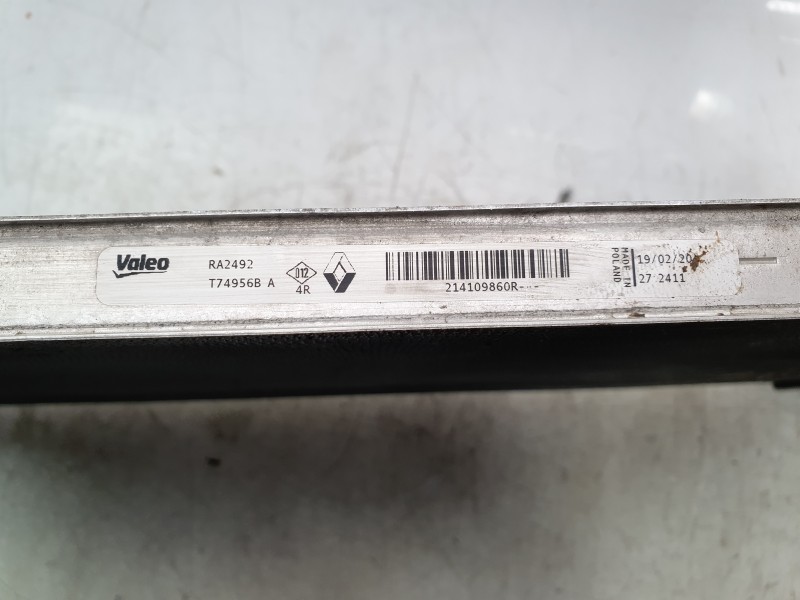 Valeo
RA2492
T74956B A
012
4R
214109860R---
MADE IN
POLAND
19/02/20
27 2411